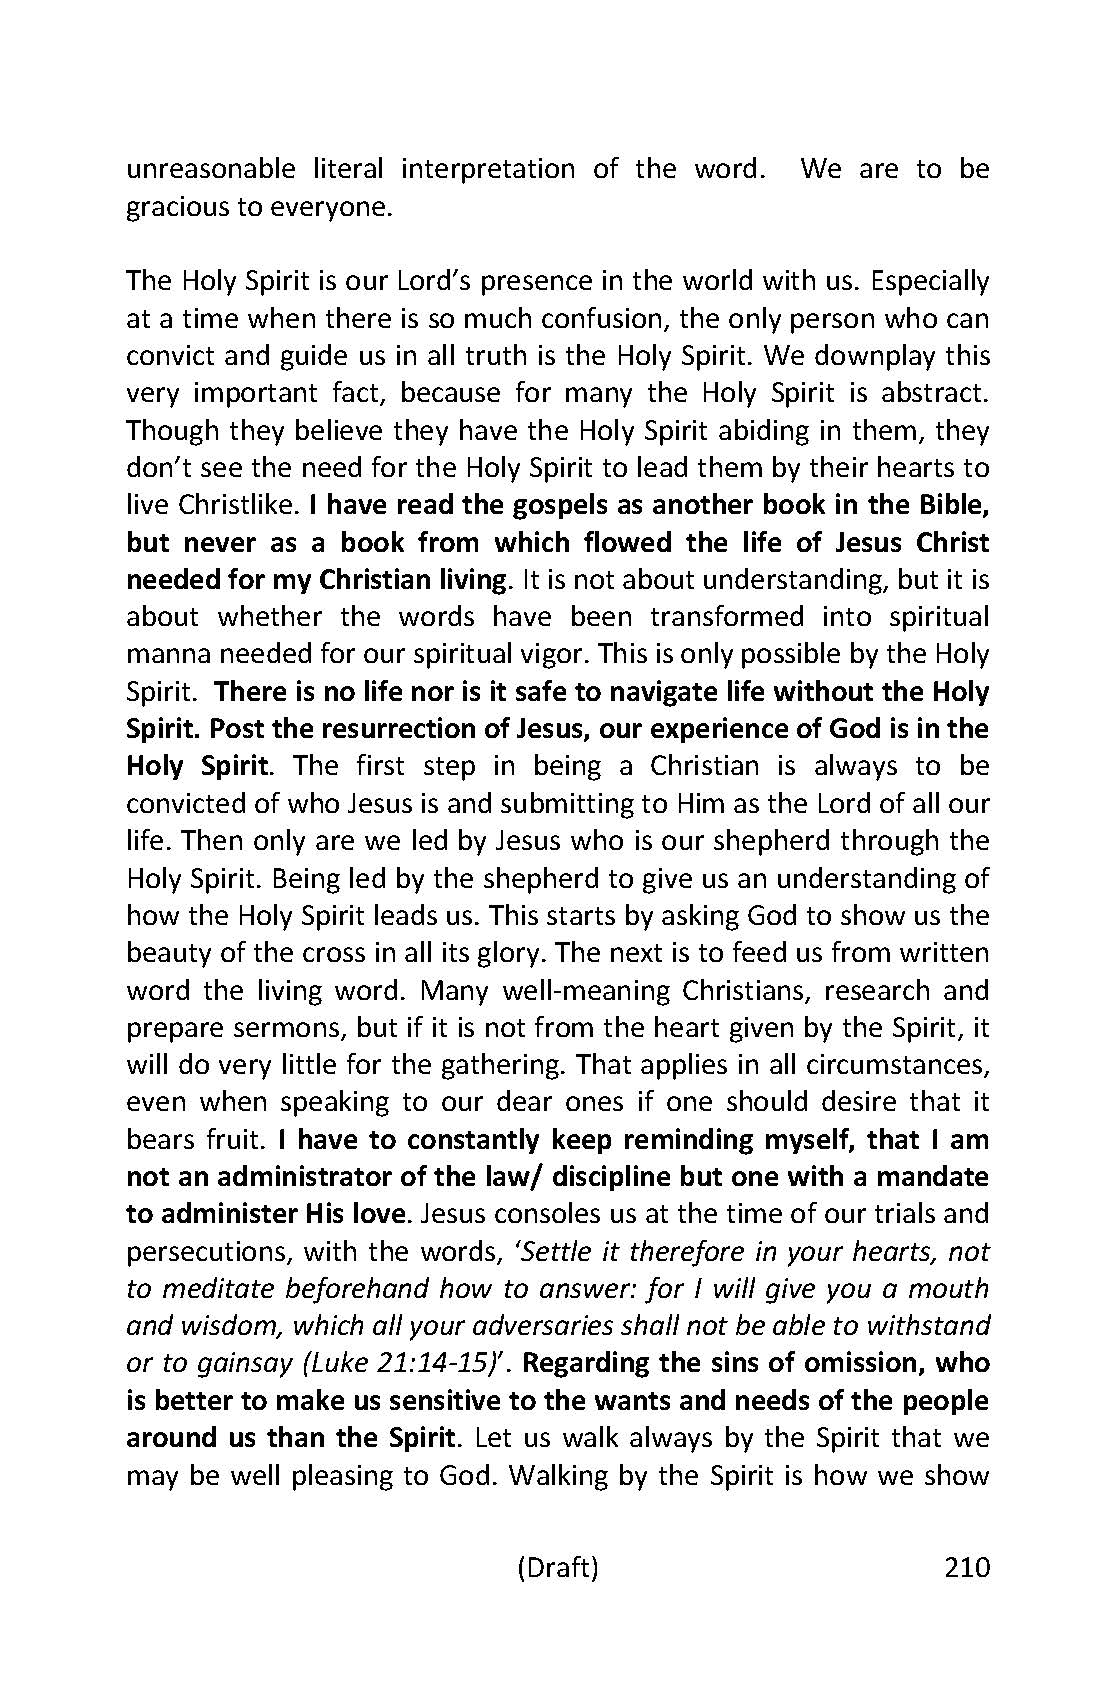 unreasonable literal interpretation of the word.  We are to be
gracious to everyone.

The Holy Spirit is our Lord’s presence in the world with us. Especially
at a time when there is so much confusion, the only person who can
convict and guide us in all truth is the Holy Spirit. We downplay this
very important fact, because for many the Holy Spirit is abstract.
Though they believe they have the Holy Spirit abiding in them, they
don’t see the need for the Holy Spirit to lead them by their hearts to
live Christlike. I have read the gospels as another book in the Bible,
but never as a book from which flowed the life of Jesus Christ
needed for my Christian living. It is not about understanding, but it is
about whether the words have been transformed into spiritual
manna needed for our spiritual vigor. This is only possible by the Holy
Spirit.  There is no life nor is it safe to navigate life without the Holy
Spirit. Post the resurrection of Jesus, our experience of God is in the
Holy Spirit. The first step in being a Christian is always to be
convicted of who Jesus is and submitting to Him as the Lord of all our
life. Then only are we led by Jesus who is our shepherd through the
Holy Spirit. Being led by the shepherd to give us an understanding of
how the Holy Spirit leads us. This starts by asking God to show us the
beauty of the cross in all its glory. The next is to feed us from written
word the living word. Many well-meaning Christians, research and
prepare sermons, but if it is not from the heart given by the Spirit, it
will do very little for the gathering. That applies in all circumstances,
even when speaking to our dear ones if one should desire that it
bears fruit. I have to constantly keep reminding myself, that I am
not an administrator of the law/ discipline but one with a mandate
to administer His love. Jesus consoles us at the time of our trials and
persecutions, with the words, ‘Settle it therefore in your hearts, not
to meditate beforehand how to answer: for I will give you a mouth
and wisdom, which all your adversaries shall not be able to withstand
or to gainsay (Luke 21:14-15)’. Regarding the sins of omission, who
is better to make us sensitive to the wants and needs of the people
around us than the Spirit. Let us walk always by the Spirit that we
may be well pleasing to God. Walking by the Spirit is how we show

(Draft) 210